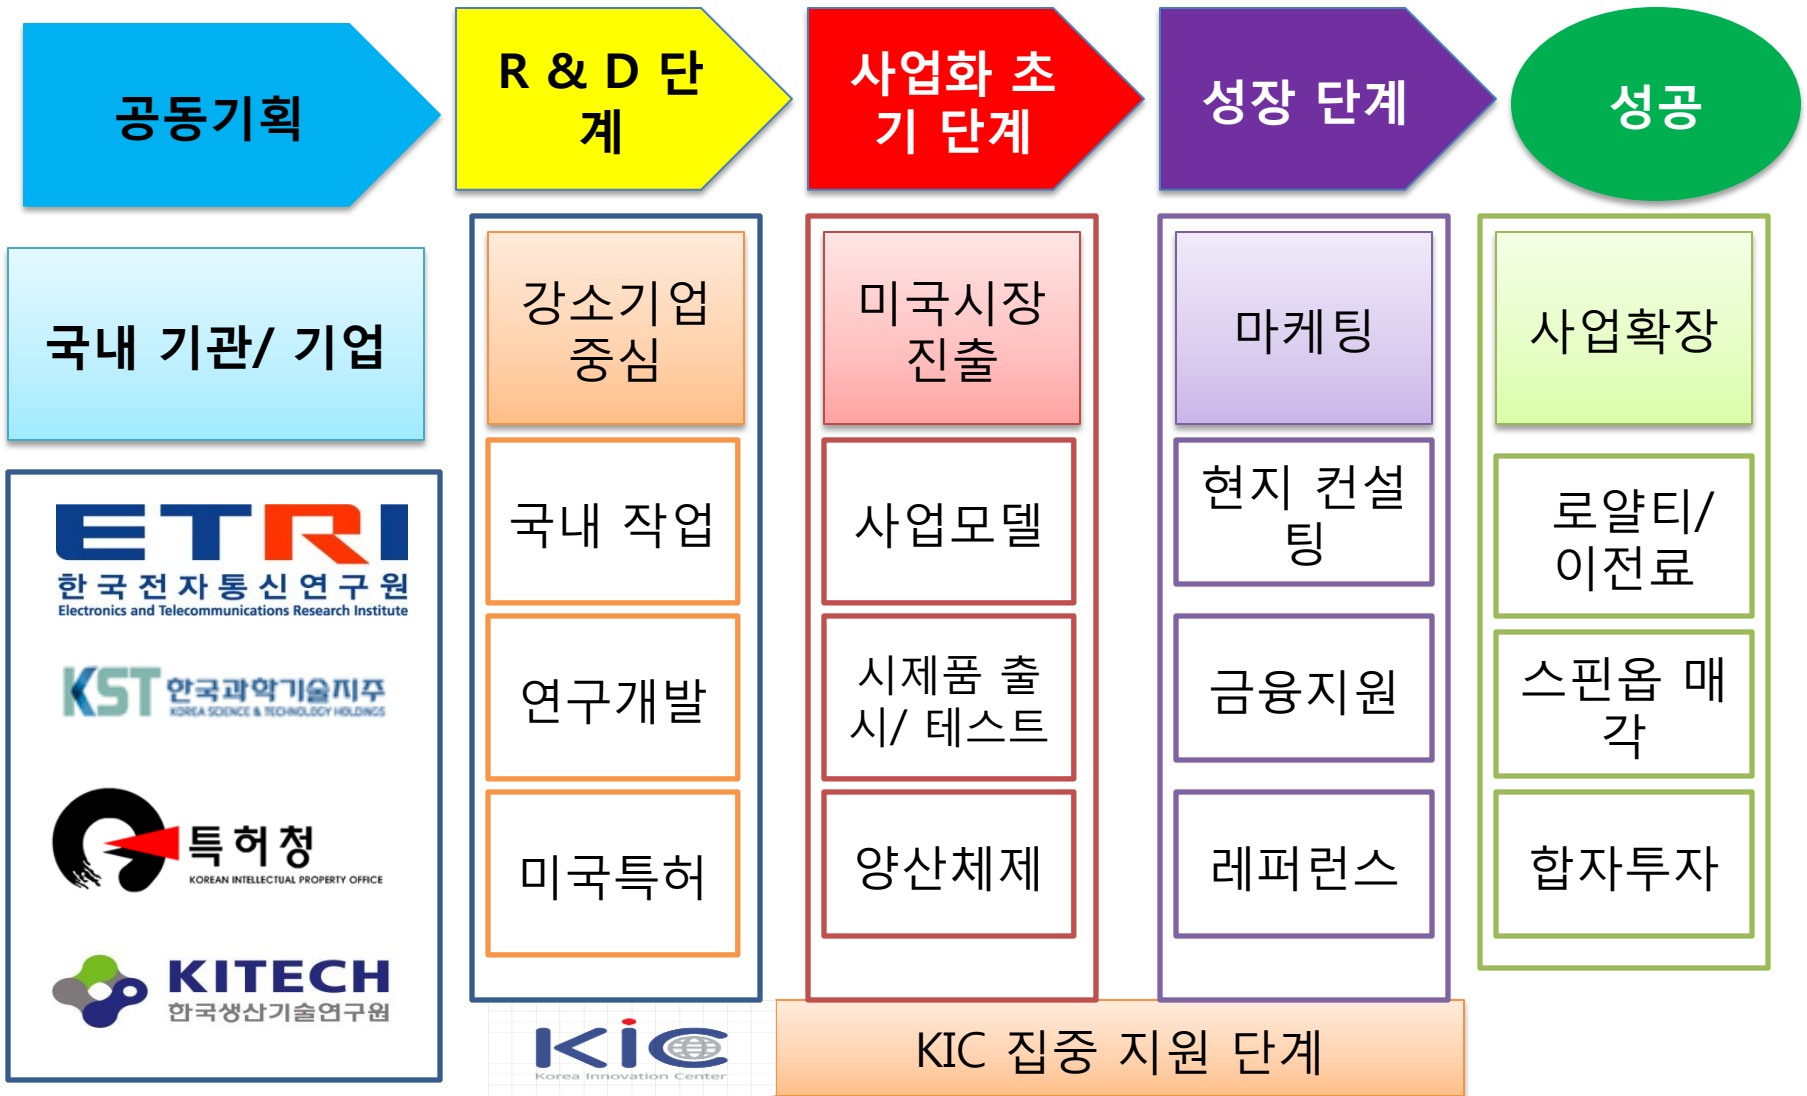 공동기획
R & D 단
계
사업화 초
기 단계
성장 단계
성공
국내 기관/ 기업
ETRI
한국전자통신연구원
Electronics and Telecommunications Research Institute
KST 한국과학기술지주
KOREA SCIENCE & TECHNOLOGY HOLDINGS
특허청
KOREAN INTELLECTUAL PROPERTY OFFICE
KITECH
한국생산기술연구원
강소기업
중심
국내 작업
연구개발
미국특허
미국시장
진출
사업모델
시제품 출
시/ 테스트
양산체제
마케팅
현지 컨설
팅
금융지원
레퍼런스
사업확장
로얄티/
이전료
스핀옵 매
각
합자투자
KIC
Korea Innovation Center
KIC 집중 지원 단계